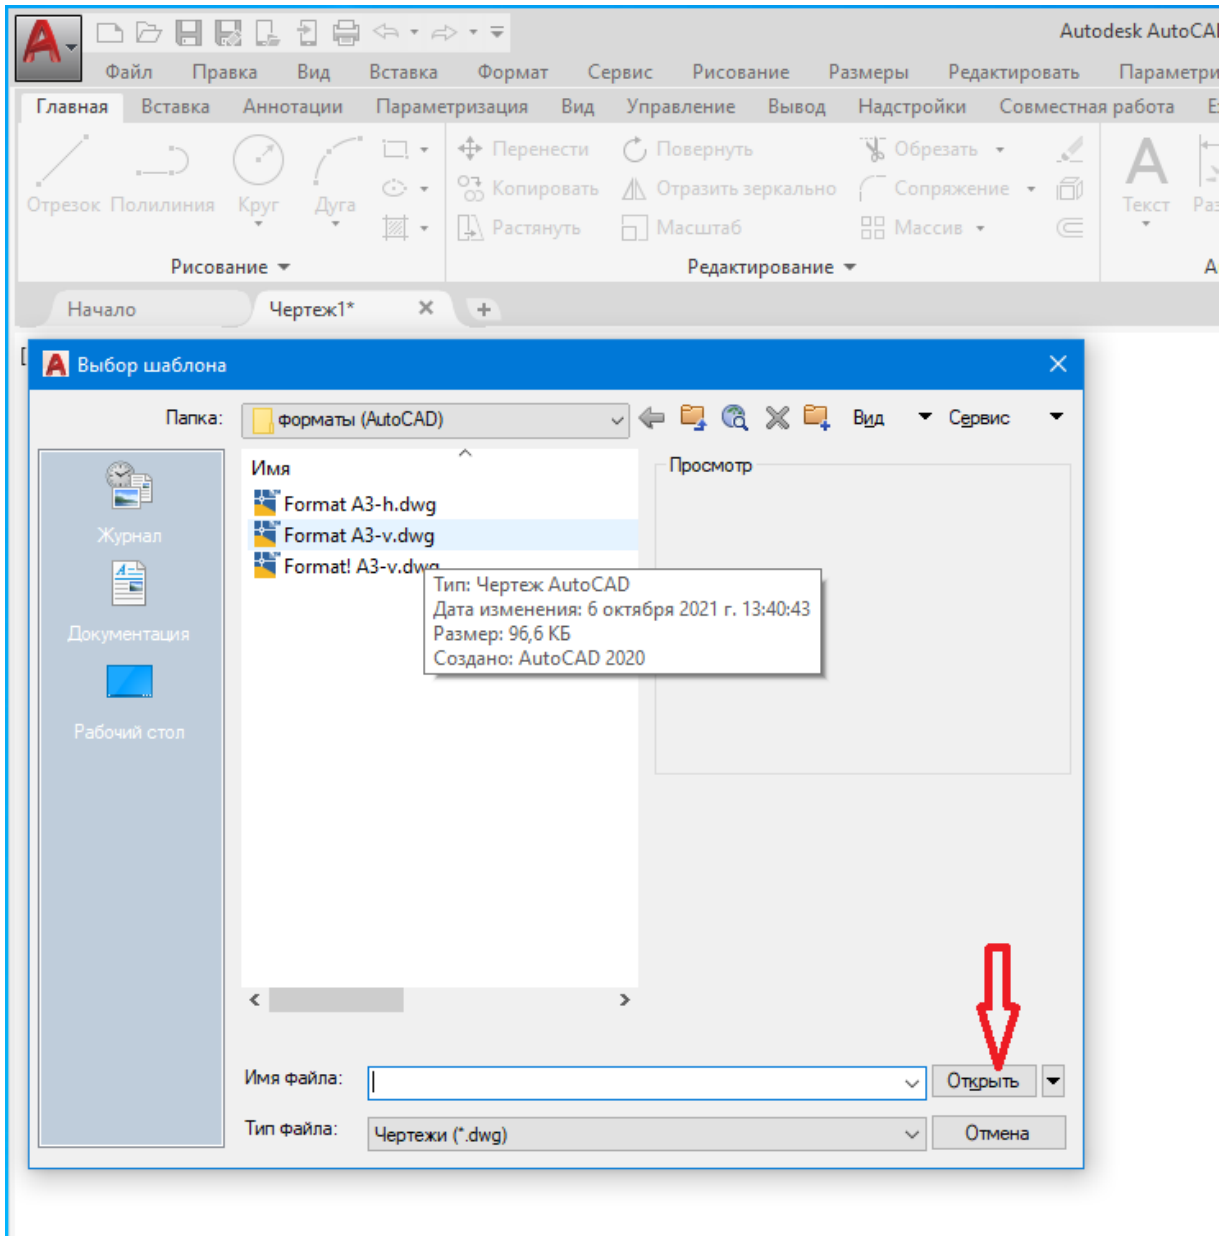 Autodesk AutoCAD
Файл Правка Вид Вставка Формат Сервис Рисование Размеры Редактировать
Главная Вставка Аннотации Параметризация Вид Управление Вывод Надстройки Совместная работа
Перенести Повернуть Обрезать
Копировать Отразить зеркально Сопряжение
Отрезок Полилиния Круг Дуга Текст
Растянуть Масштаб Массив
Рисование Редактирование
Начало Чертеж1*
Выбор шаблона
Папка: форматы (AutoCAD) Вид Сервис
Имя Просмотр
Format A3-h.dwg
Format A3-v.dwg
Format! A3-v.dwg
Тип: Чертеж AutoCAD
Дата изменения: 6 октября 2021 г. 13:40:43
Размер: 96,6 КБ
Создано: AutoCAD 2020
Журнал
Документация
Рабочий стол
Имя файла: Открыть
Тип файла: Чертежи (*.dwg) Отмена